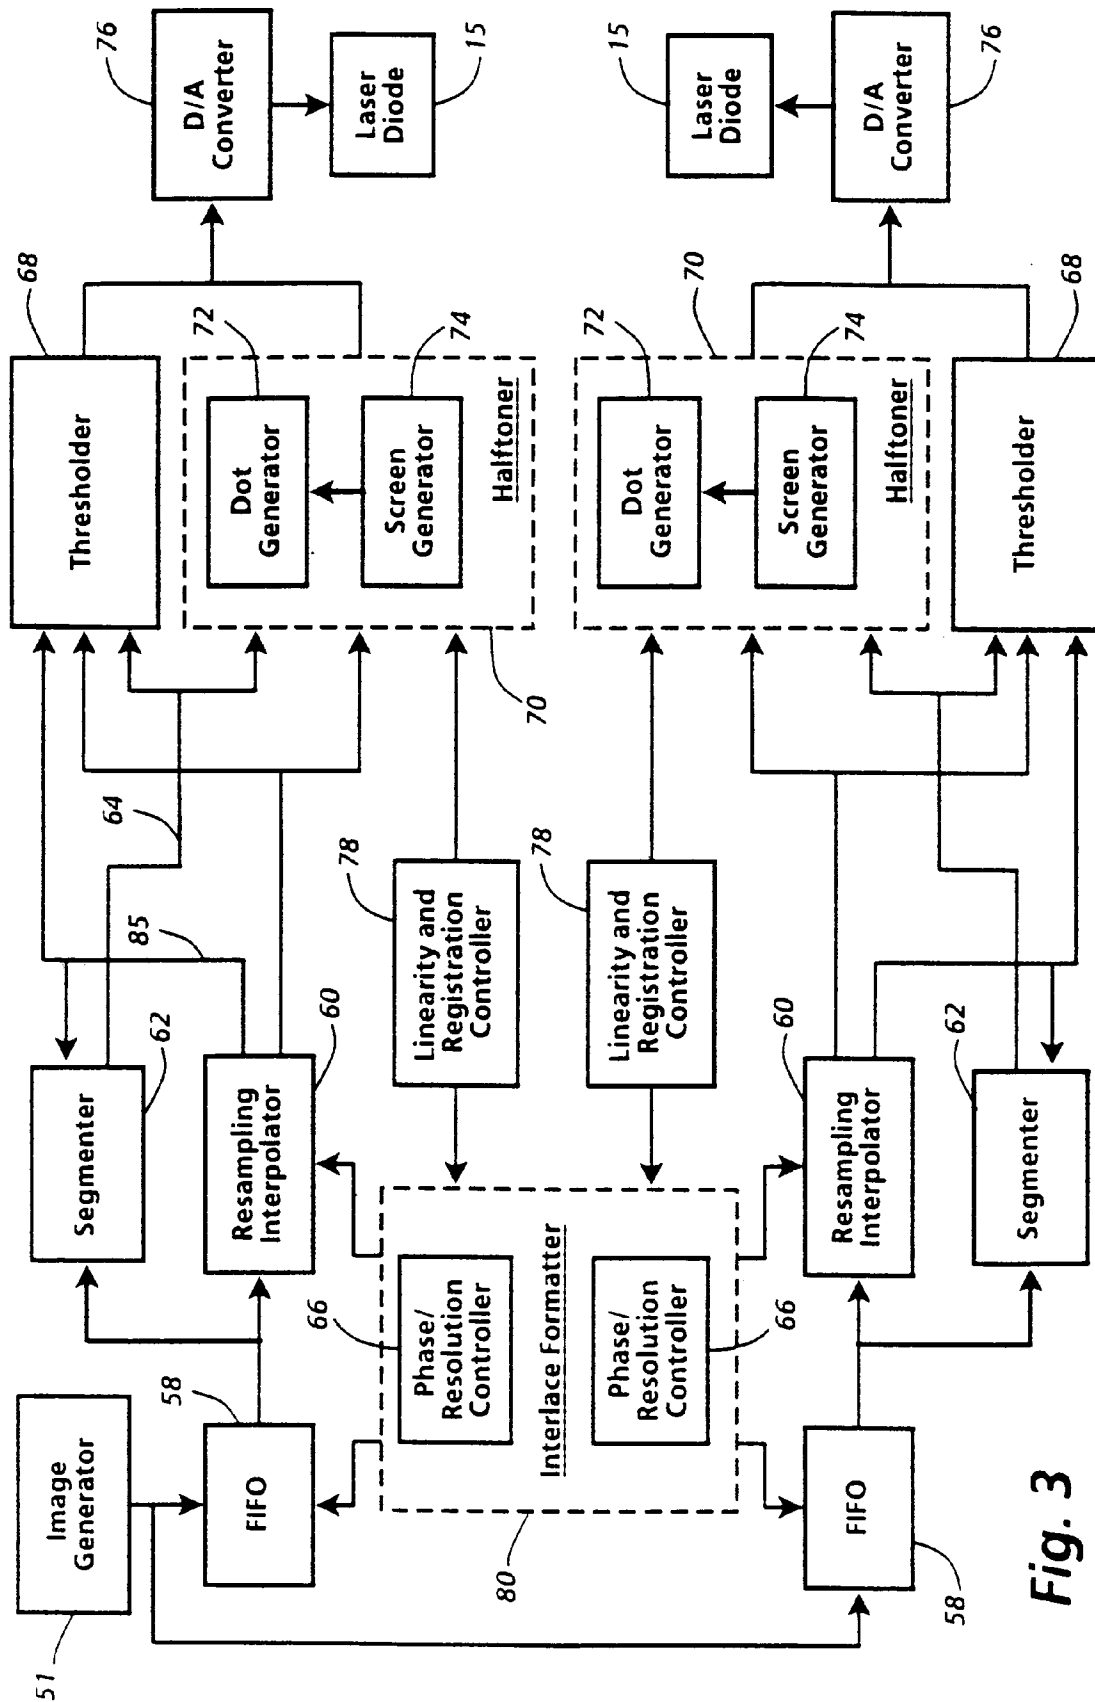 51
Image
Generator
58
FIFO
Segmenter
62
85
64
Resampling
Interpolator
60
Thresholder
68
72
Dot
Generator
74
Screen
Generator
Halftoner
70
D/A
Converter
76
Laser
Diode
15
78
Linearity and
Registration
Controller
66
Phase/
Resolution
Controller
Interlace Formatter
80
Phase/
Resolution
Controller
66
78
Linearity and
Registration
Controller
FIFO
58
60
Resampling
Interpolator
62
Segmenter
70
72
Dot
Generator
74
Screen
Generator
Halftoner
Thresholder
68
15
Laser
Diode
D/A
Converter
76
Fig. 3